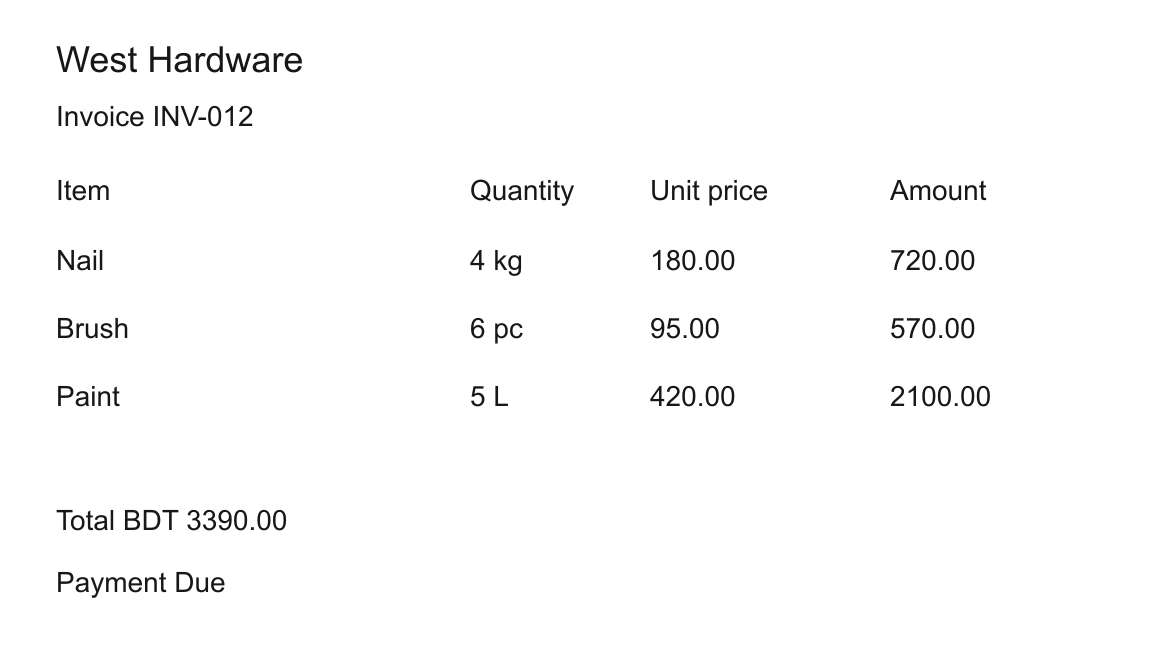 West Hardware
Invoice INV-012
Item Quantity Unit price Amount
Nail 4 kg 180.00 720.00
Brush 6 pc 95.00 570.00
Paint 5 L 420.00 2100.00
Total BDT 3390.00
Payment Due